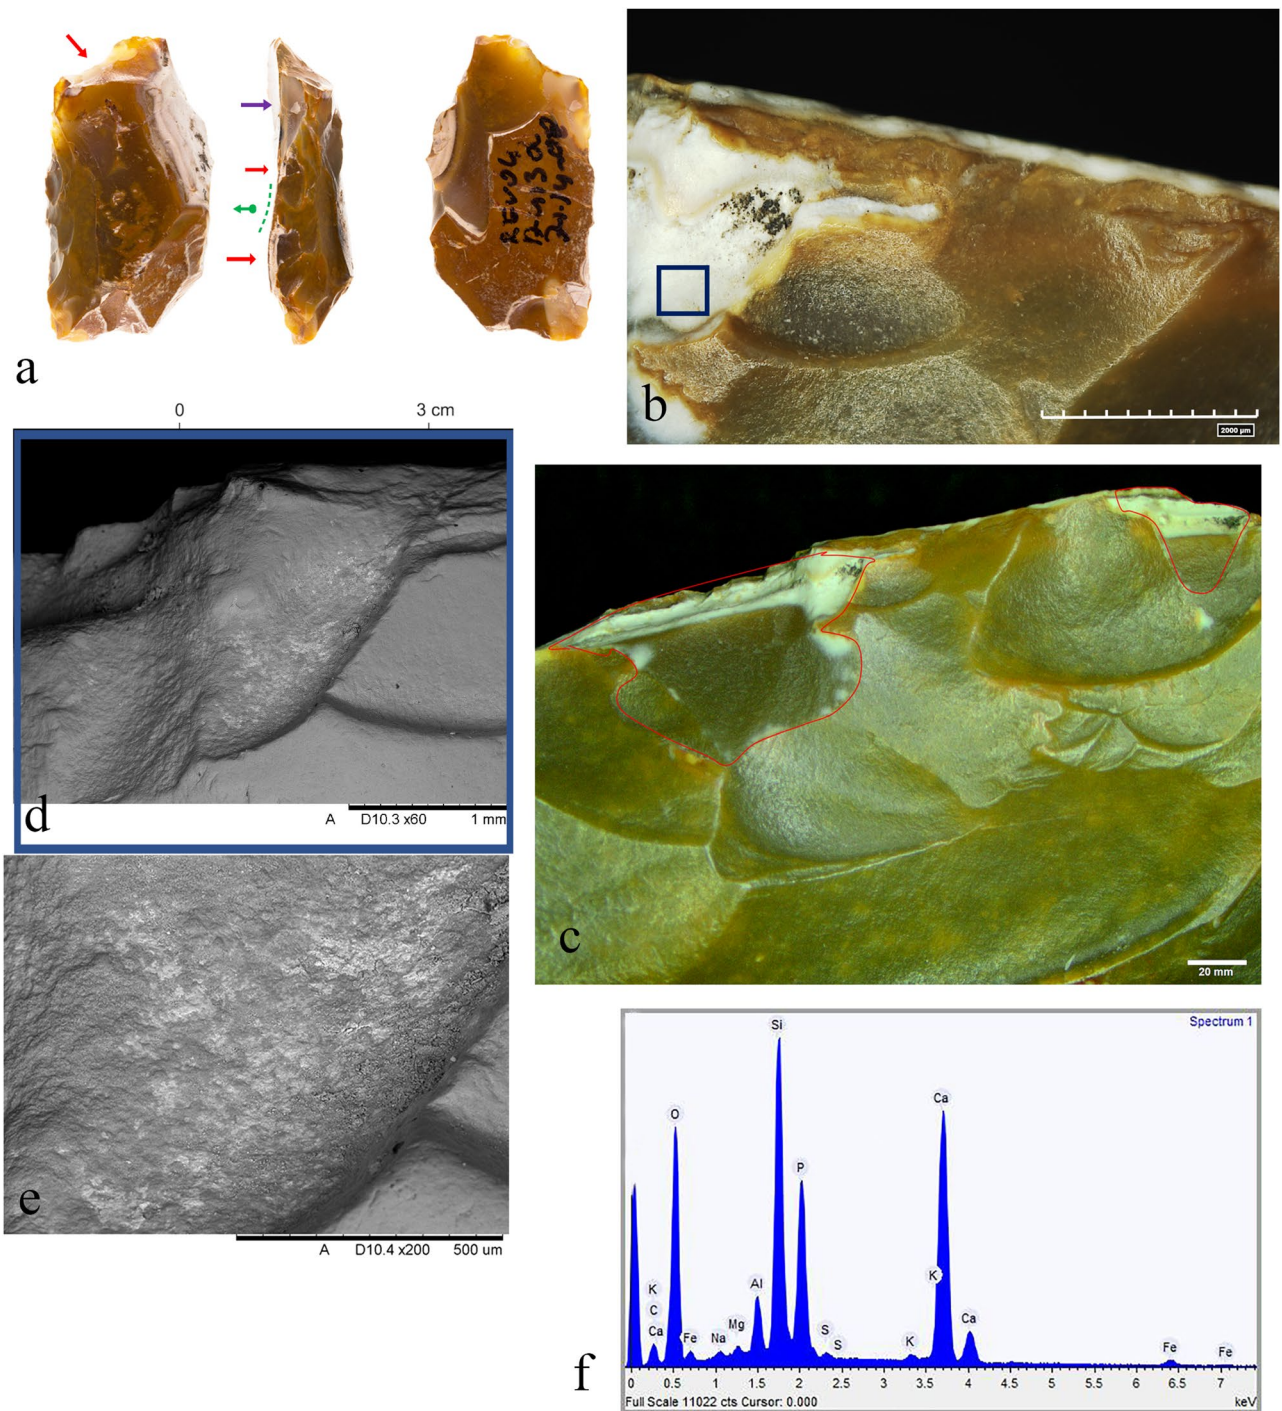 a
0 3 cm
b
2000 µm
c
20 mm
d
A D10.3 x60 1 mm
e
A D10.4 x200 500 um
f
Spectrum 1
Si
Ca
O
P
K
K
Al
C
Mg
Ca
Fe
Na
S
S
K
Ca
Fe
Fe
0 0.5 1 1.5 2 2.5 3 3.5 4 4.5 5 5.5 6 6.5 7
Full Scale 11022 cts Cursor: 0.000 keV